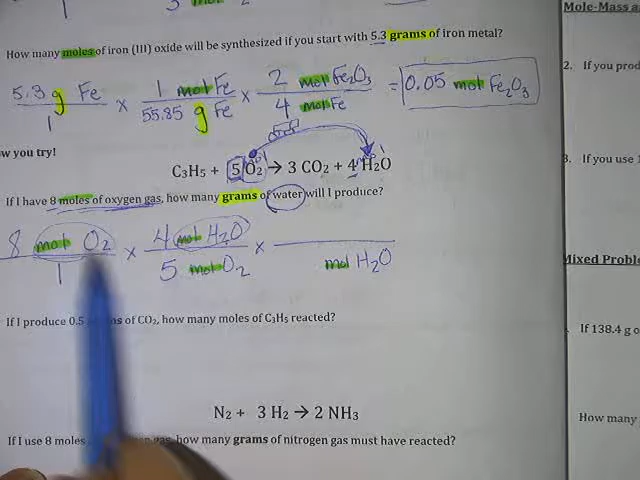 1
3
Mole-Mass a
How many moles of iron (III) oxide will be synthesized if you start with 5.3 grams of iron metal?
5.3 g Fe × 1 mol Fe × 2 mol Fe2O3 = 0.05 mol Fe2O3
1 55.85 g Fe 4 mol Fe
2. If you prod
ow you try!
C3H5 + 5 O2 → 3 CO2 + 4 H2O
3. If you use 1
If I have 8 moles of oxygen gas, how many grams of water will I produce?
8 mol O2 × 4 mol H2O ×
1 5 mol O2 mol H2O
Mixed Proble
If I produce 0.5 of CO2, how many moles of C3H5 reacted?
If 138.4 g o
N2 + 3 H2 → 2 NH3
How many
If I use 8 moles gas, how many grams of nitrogen gas must have reacted?